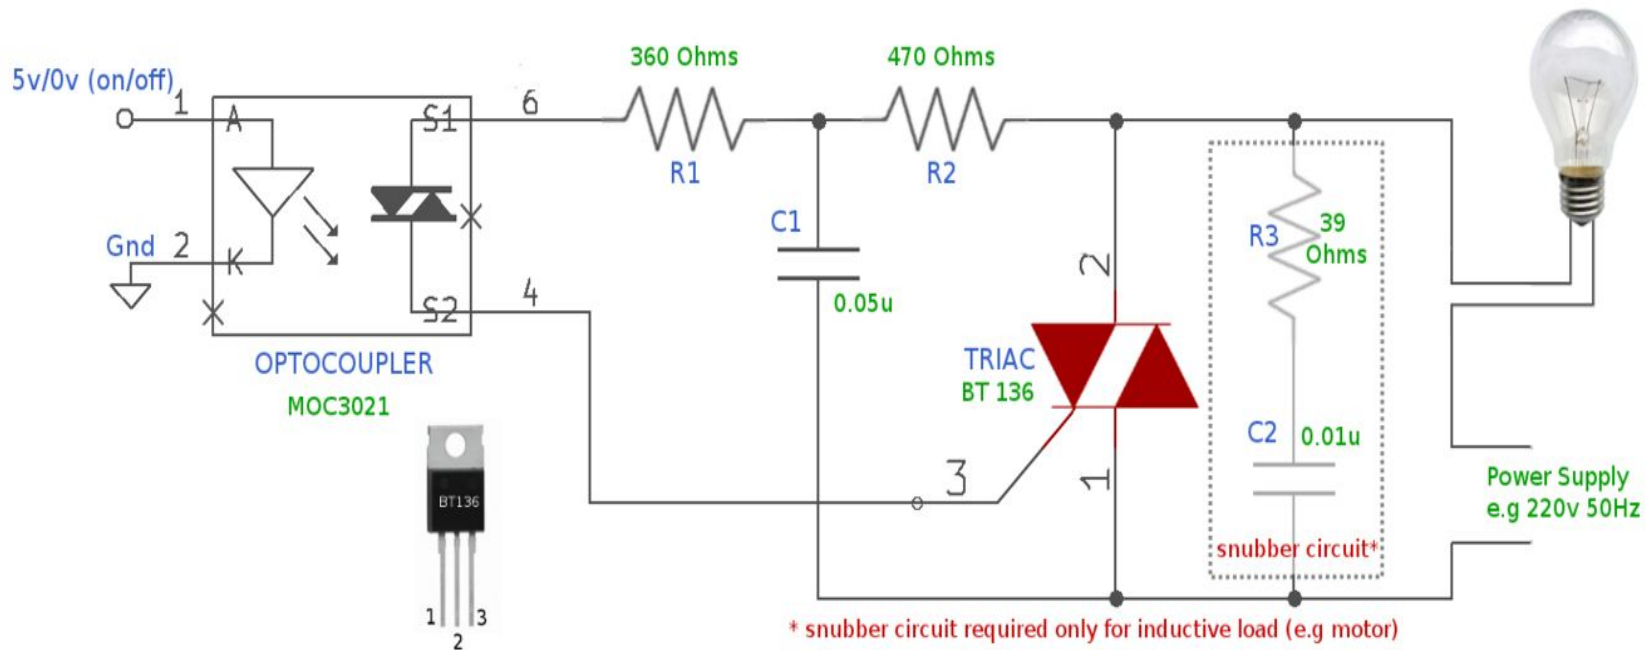 360 Ohms
470 Ohms
5v/0v (on/off)
1
A
S1
6
R1
R2
C1
R3
39
Ohms
Gnd
2
K
S2
4
2
0.05u
OPTOCOUPLER
MOC3021
TRIAC
BT 136
C2
0.01u
3
1
Power Supply
e.g 220v 50Hz
BT136
snubber circuit*
1
3
2
* snubber circuit required only for inductive load (e.g motor)